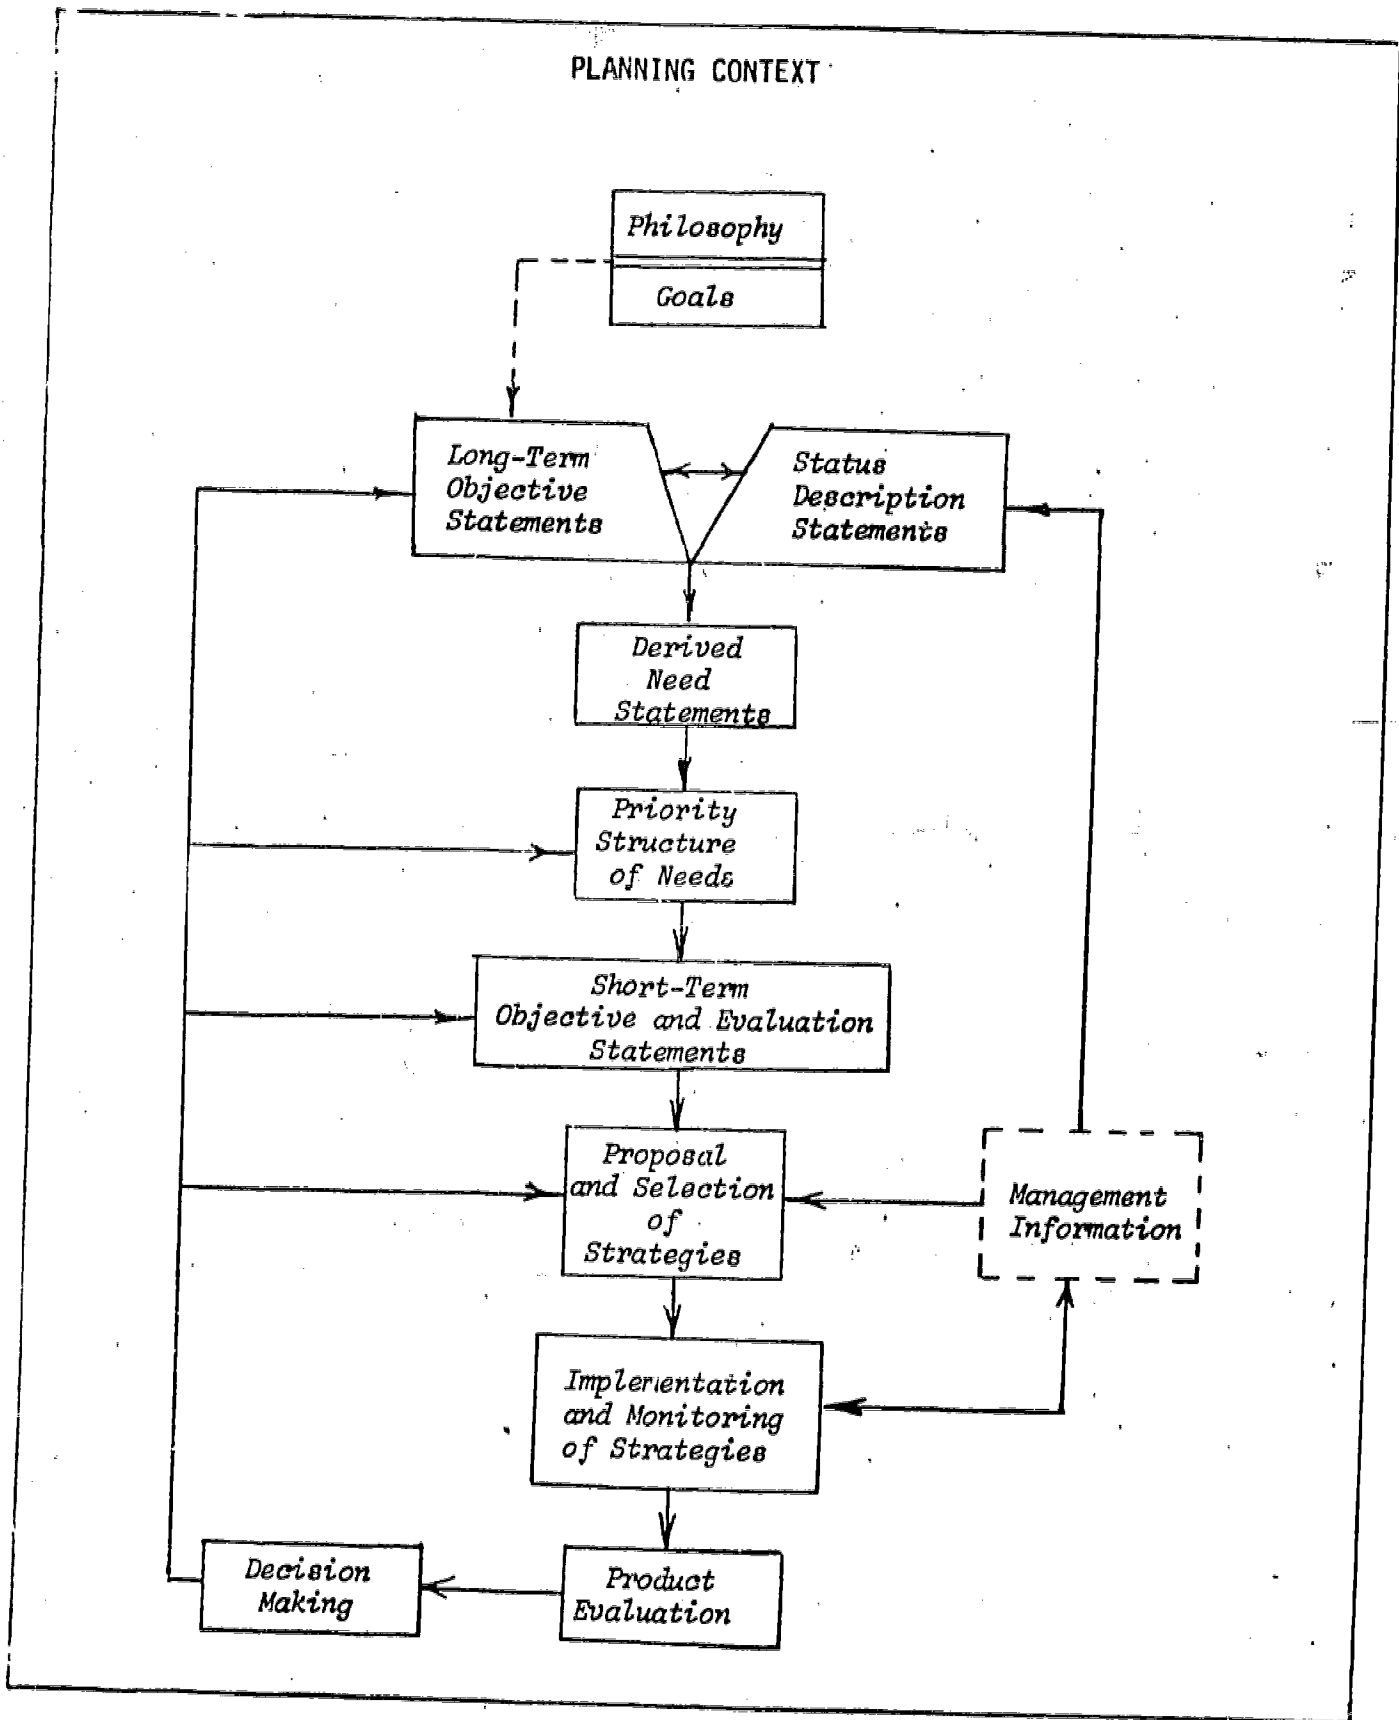 PLANNING CONTEXT
Philosophy
Goals
Long-Term
Objective
Statements
Status
Description
Statements
Derived
Need
Statements
Priority
Structure
of Needs
Short-Term
Objective and Evaluation
Statements
Proposal
and Selection
of
Strategies
Management
Information
Implementation
and Monitoring
of Strategies
Decision
Making
Product
Evaluation